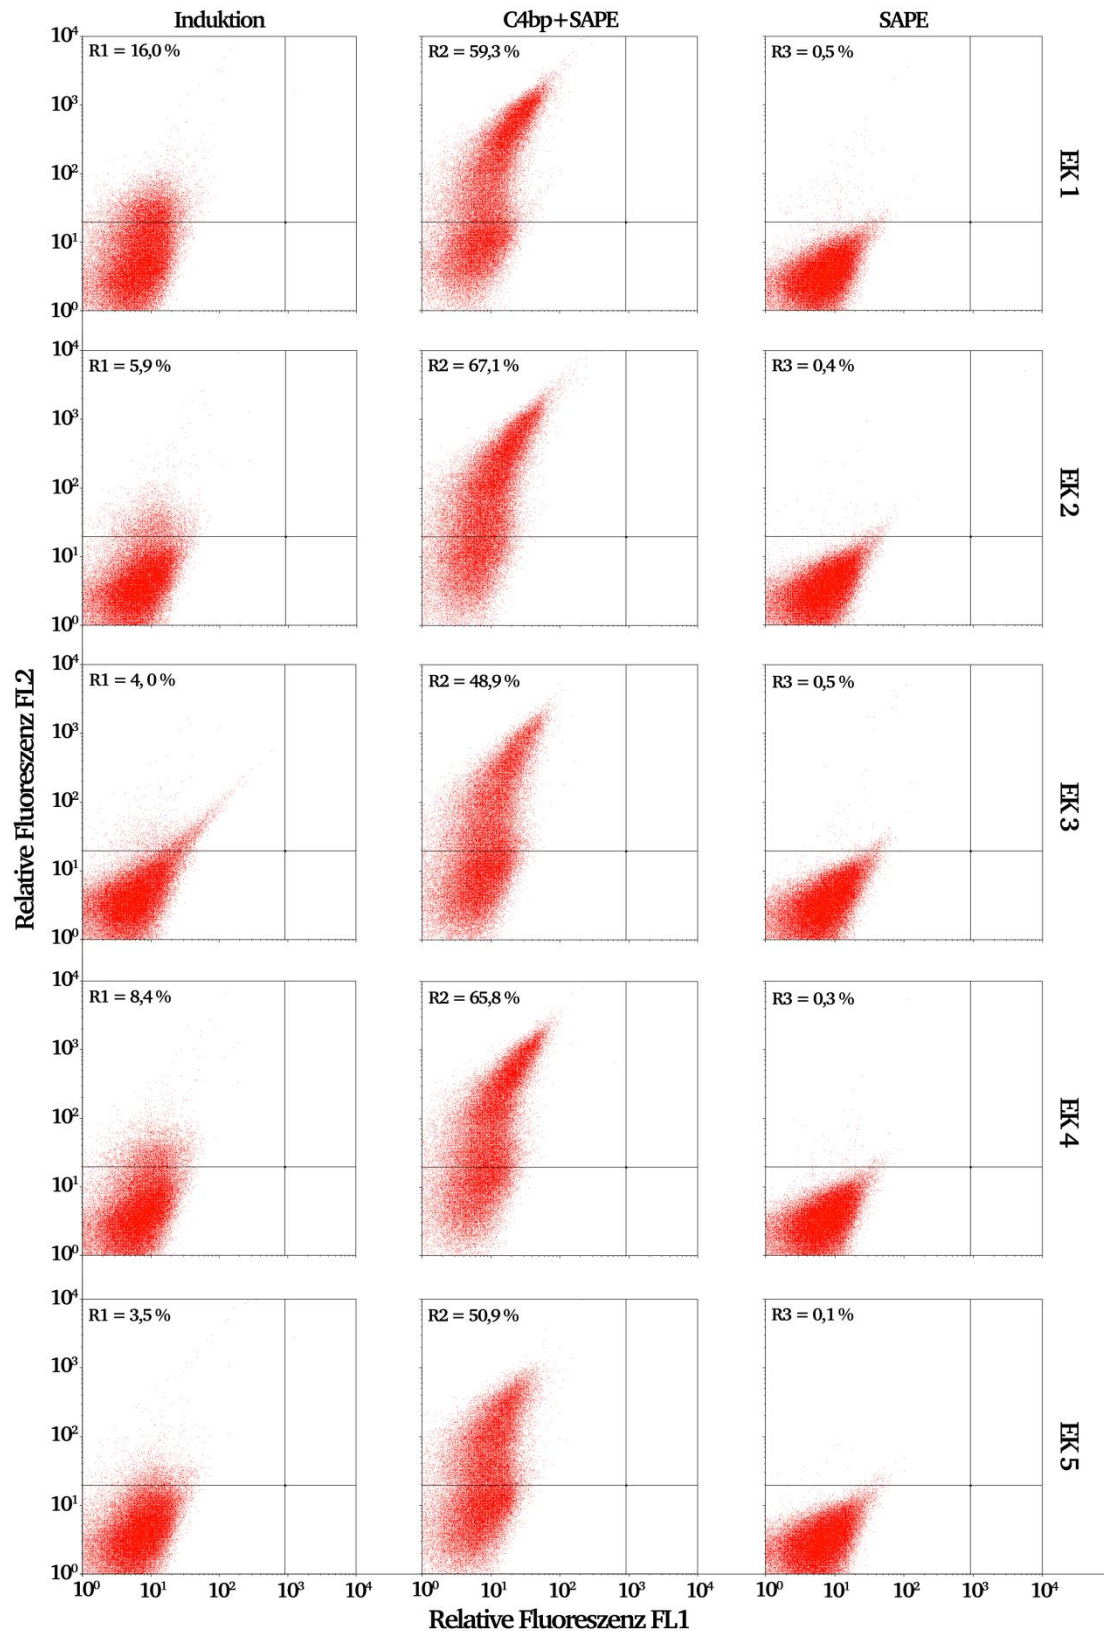 Induktion C4bp+SAPE SAPE
10⁴ R1 = 16,0 % R2 = 59,3 % R3 = 0,5 %
10³
10² EK 1
10¹
10⁰
10⁴ R1 = 5,9 % R2 = 67,1 % R3 = 0,4 %
10³
10² EK 2
10¹
10⁰
10⁴ R1 = 4, 0 % R2 = 48,9 % R3 = 0,5 %
10³
10² EK 3
10¹
10⁰
Relative Fluoreszenz FL2
10⁴ R1 = 8,4 % R2 = 65,8 % R3 = 0,3 %
10³
10² EK 4
10¹
10⁰
10⁴ R1 = 3,5 % R2 = 50,9 % R3 = 0,1 %
10³
10² EK 5
10¹
10⁰
10⁰ 10¹ 10² 10³ 10⁴ 10⁰ 10¹ 10² 10³ 10⁴ 10⁰ 10¹ 10² 10³ 10⁴
Relative Fluoreszenz FL1